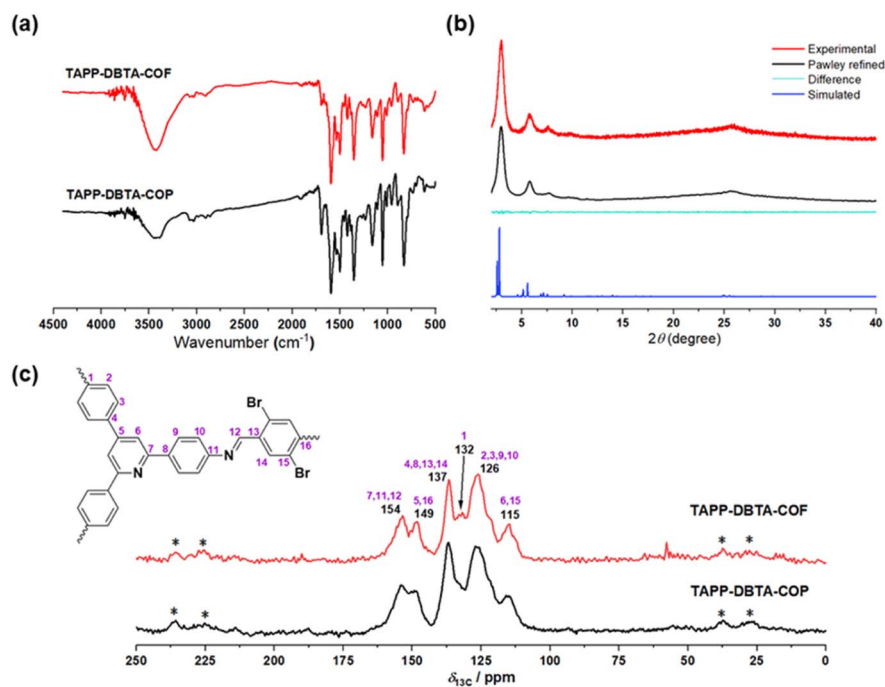 (a)
TAPP-DBTA-COF
TAPP-DBTA-COP
4500 4000 3500 3000 2500 2000 1500 1000 500
Wavenumber (cm-1)
(b)
Experimental
Pawley refined
Difference
Simulated
5 10 15 20 25 30 35 40
2θ (degree)
(c)
1 2
3
4
5 6
7
8
9 10
11
N
N
12
13
14
15
16
Br
Br
1
132
2,3,9,10
126
4,8,13,14
137
7,11,12
154
5,16
149
6,15
115
* * * *
TAPP-DBTA-COF
TAPP-DBTA-COP
* * * *
250 225 200 175 150 125 100 75 50 25 0
δ13C / ppm